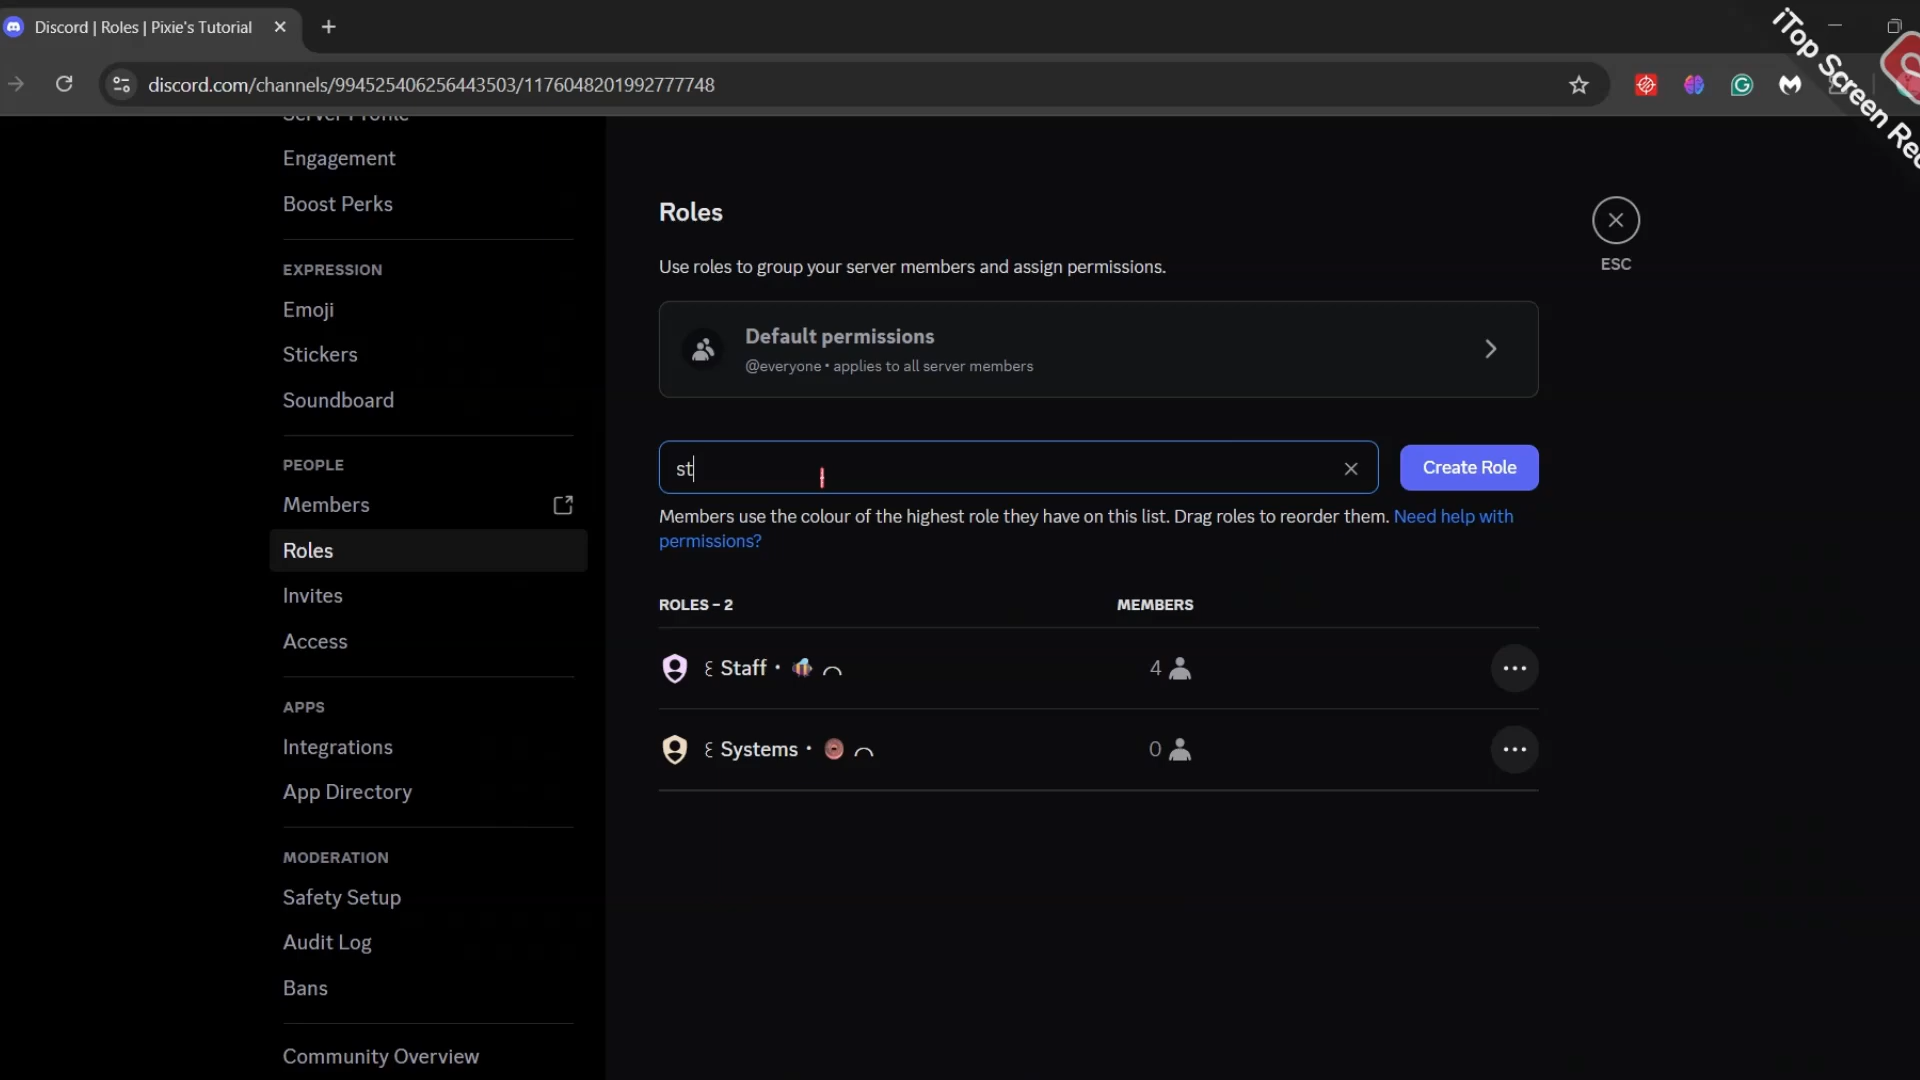 Discord | Roles | Pixie's Tutorial
discord.com/channels/994525406256443503/1176048201992777748
iTop Screen Rec
Server Profile
Engagement
Boost Perks
EXPRESSION
Emoji
Stickers
Soundboard
PEOPLE
Members
Roles
Invites
Access
APPS
Integrations
App Directory
MODERATION
Safety Setup
Audit Log
Bans
Community Overview
Roles
Use roles to group your server members and assign permissions.
Default permissions
@everyone • applies to all server members
ESC
st
Create Role
Members use the colour of the highest role they have on this list. Drag roles to reorder them. Need help with
permissions?
ROLES – 2
MEMBERS
꒰ Staff ・ 🐝 ⌒
4
꒰ Systems ・ 🍩 ⌒
0